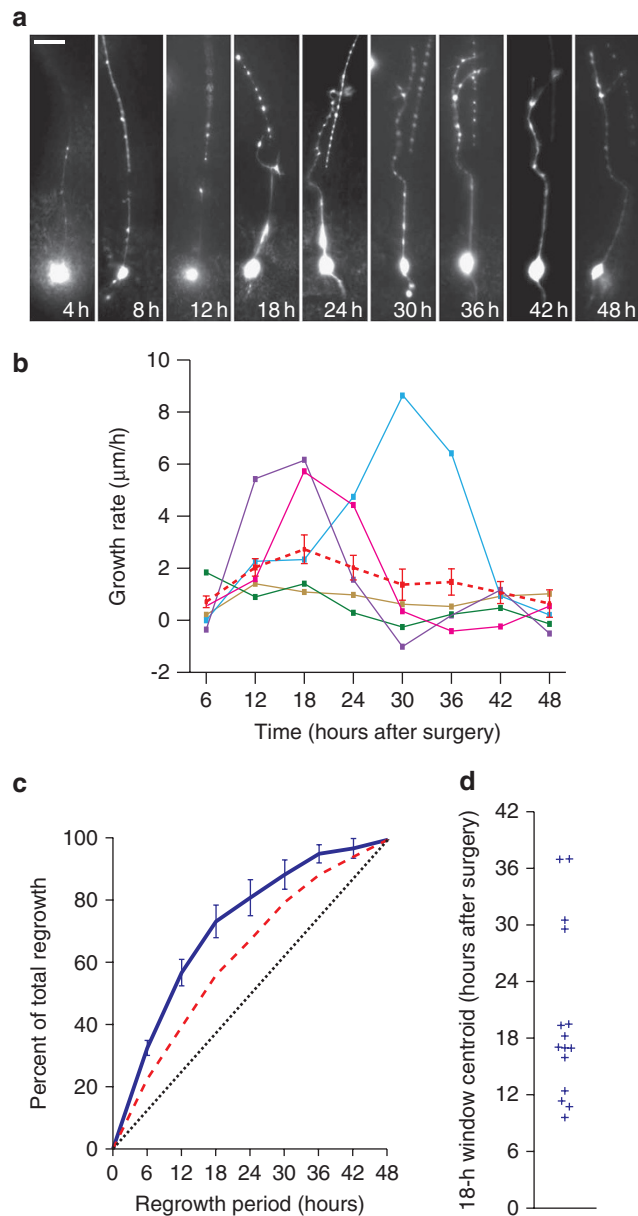 a
4 h 8 h 12 h 18 h 24 h 30 h 36 h 42 h 48 h
b
10
8
6
4
2
0
-2
Growth rate (μm/h)
6 12 18 24 30 36 42 48
Time (hours after surgery)
c
100
80
60
40
20
0
Percent of total regrowth
0 6 12 18 24 30 36 42 48
Regrowth period (hours)
d
42
36
30
24
18
12
6
0
18-h window centroid (hours after surgery)